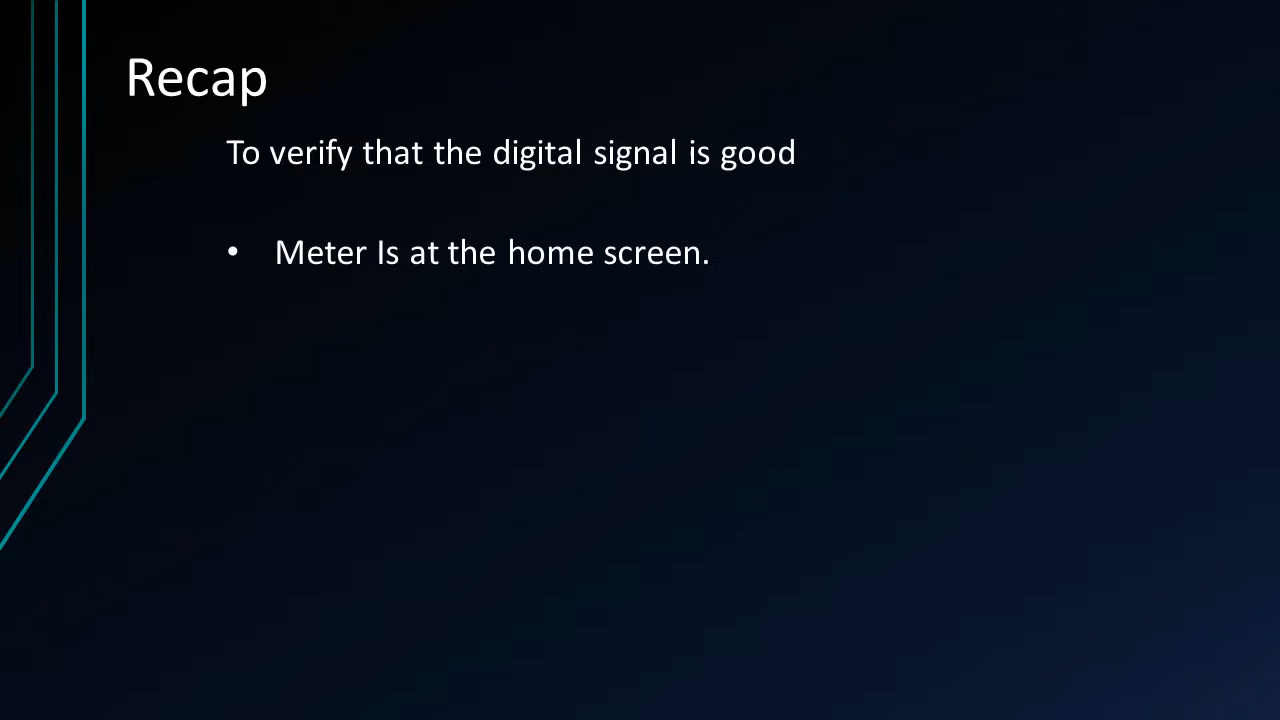 Recap
To verify that the digital signal is good
• Meter Is at the home screen.